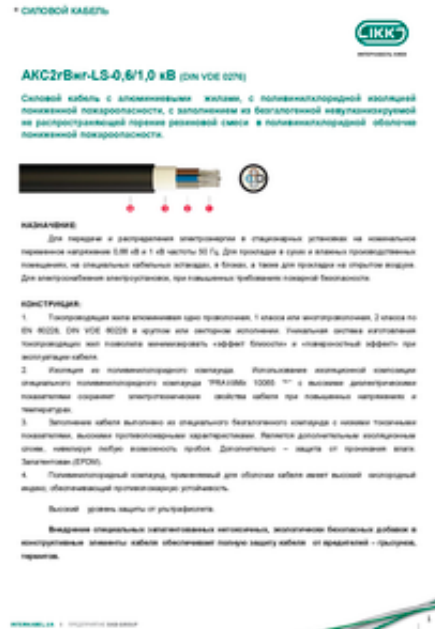 * СИЛОВОЙ КАБЕЛЬ
ЦІККЗ
АКС2гВнг-LS-0,6/1,0 кВ (DIN VDE 0276)
Силовой кабель с алюминиевыми жилами, с поливинилхлоридной изоляцией
пониженной пожароопасности, с заполнением из безгалогенной невулканизируемой
не распространяющей горение резиновой смеси в поливинилхлоридной оболочке
пониженной пожароопасности.
НАЗНАЧЕНИЕ:
Для передачи и распределения электроэнергии в стационарных установках на номинальное
переменное напряжение 0,66 кВ и 1 кВ частоты 50 Гц. Для прокладки в сухих и влажных производственных
помещениях, на специальных кабельных эстакадах, в блоках, а также для прокладки на открытом воздухе.
Для электроснабжения электроустановок, при повышенных требованиях пожарной безопасности.
КОНСТРУКЦИЯ:
1. Токопроводящая жила алюминиевая одно проволочная, 1 класса или многопроволочная, 2 класса по
EN 60228, DIN VDE 60228 в круглом или секторном исполнении. Уникальная система изготовления
токопроводящих жил позволила минимизировать «эффект близости» и «поверхностный эффект» при
эксплуатации кабеля.
2. Изоляция из поливинилхлоридного компаунда. Использование изоляционной композиции
специального поливинилхлоридного компаунда с высокими диэлектрическими
показателями сохраняет электротехнические свойства кабеля при повышенных напряжениях и
температурах.
3. Заполнение кабеля выполнено из специального безгалогенного компаунда с низкими токсичными
показателями, высокими противопожарными характеристиками. Является дополнительным изоляционным
слоем, нивелируя любую возможность пробоя. Дополнительно – защита от проникания влаги.
Запатентован (EPDM).
4. Поливинилхлоридный компаунд, применяемый для оболочки кабеля имеет высокий кислородный
индекс, обеспечивающий противопожарную устойчивость.
Высокий уровень защиты от ультрафиолета.
Внедрение специальных запатентованных нетоксичных, экологически безопасных добавок в
конструктивные элементы кабеля обеспечивает полную защиту кабеля от вредителей - грызунов,
термитов.
INTERKABEL.UA / ПРЕДПРИЯТИЕ GROUP
1